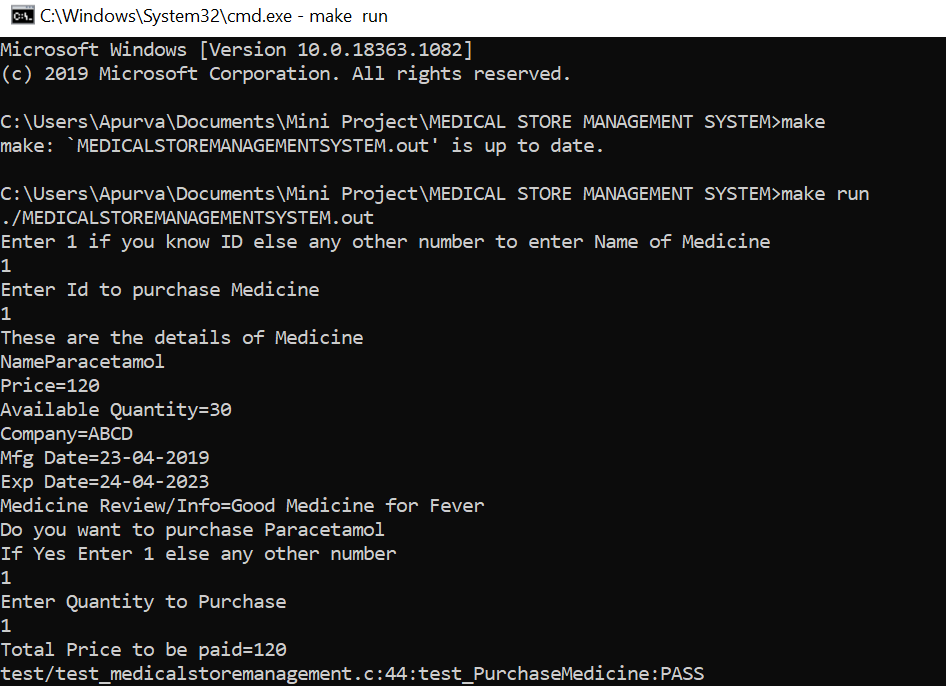 C:\Windows\System32\cmd.exe - make  run
Microsoft Windows [Version 10.0.18363.1082]
(c) 2019 Microsoft Corporation. All rights reserved.
C:\Users\Apurva\Documents\Mini Project\MEDICAL STORE MANAGEMENT SYSTEM>make
make: `MEDICALSTOREMANAGEMENTSYSTEM.out' is up to date.
C:\Users\Apurva\Documents\Mini Project\MEDICAL STORE MANAGEMENT SYSTEM>make run
./MEDICALSTOREMANAGEMENTSYSTEM.out
Enter 1 if you know ID else any other number to enter Name of Medicine
1
Enter Id to purchase Medicine
1
These are the details of Medicine
NameParacetamol
Price=120
Available Quantity=30
Company=ABCD
Mfg Date=23-04-2019
Exp Date=24-04-2023
Medicine Review/Info=Good Medicine for Fever
Do you want to purchase Paracetamol
If Yes Enter 1 else any other number
1
Enter Quantity to Purchase
1
Total Price to be paid=120
test/test_medicalstoremanagement.c:44:test_PurchaseMedicine:PASS